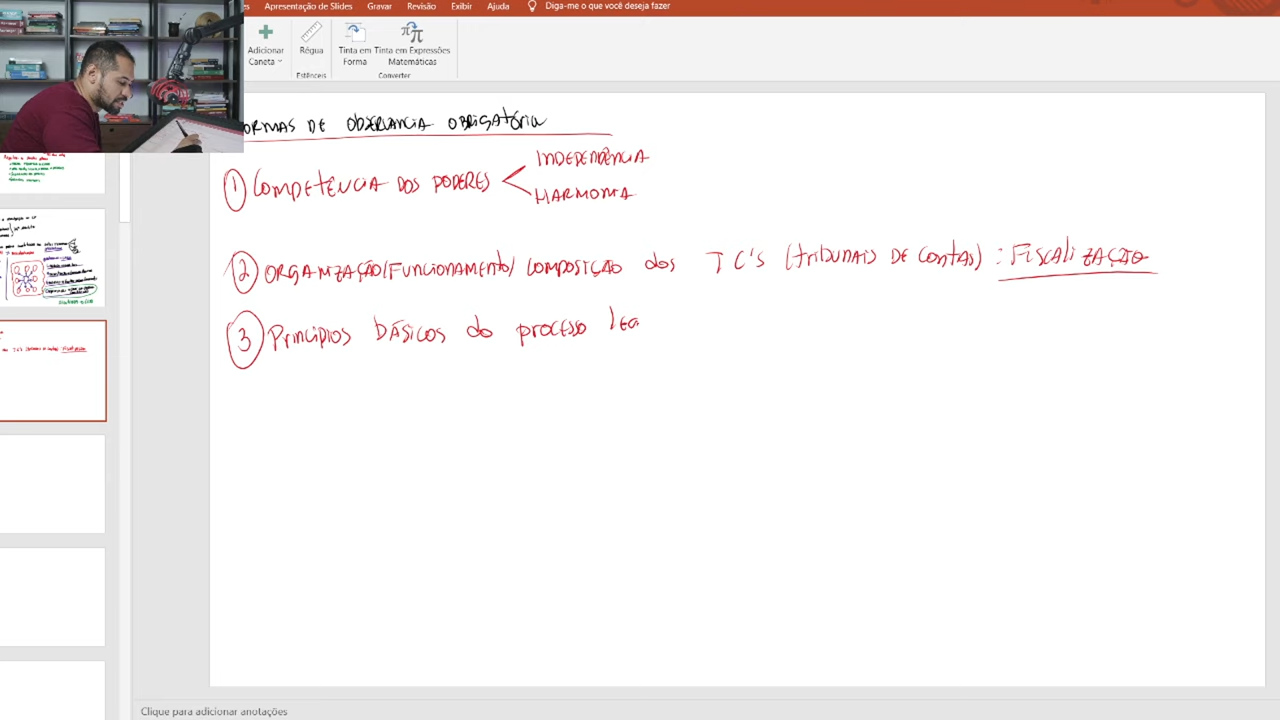 Apresentação de Slides Gravar Revisão Exibir Ajuda Diga-me o que você deseja fazer
Adicionar Caneta
Régua
Tinta em Forma
Tinta em Expressões Matemáticas
Estênceis
Converter
ORMAS DE OBSERVANCIA OBRIGATÓRIA
① COMPETÊNCIA DOS PODERES
INDEPENDÊNCIA
HARMONIA
② ORGANIZAÇÃO/FUNCIONAMENTO/COMPOSIÇÃO dos TC'S (tribunais DE contas) : FISCALIZAÇÃO
③ Princípios bÁsicos do processo leg
Clique para adicionar anotações